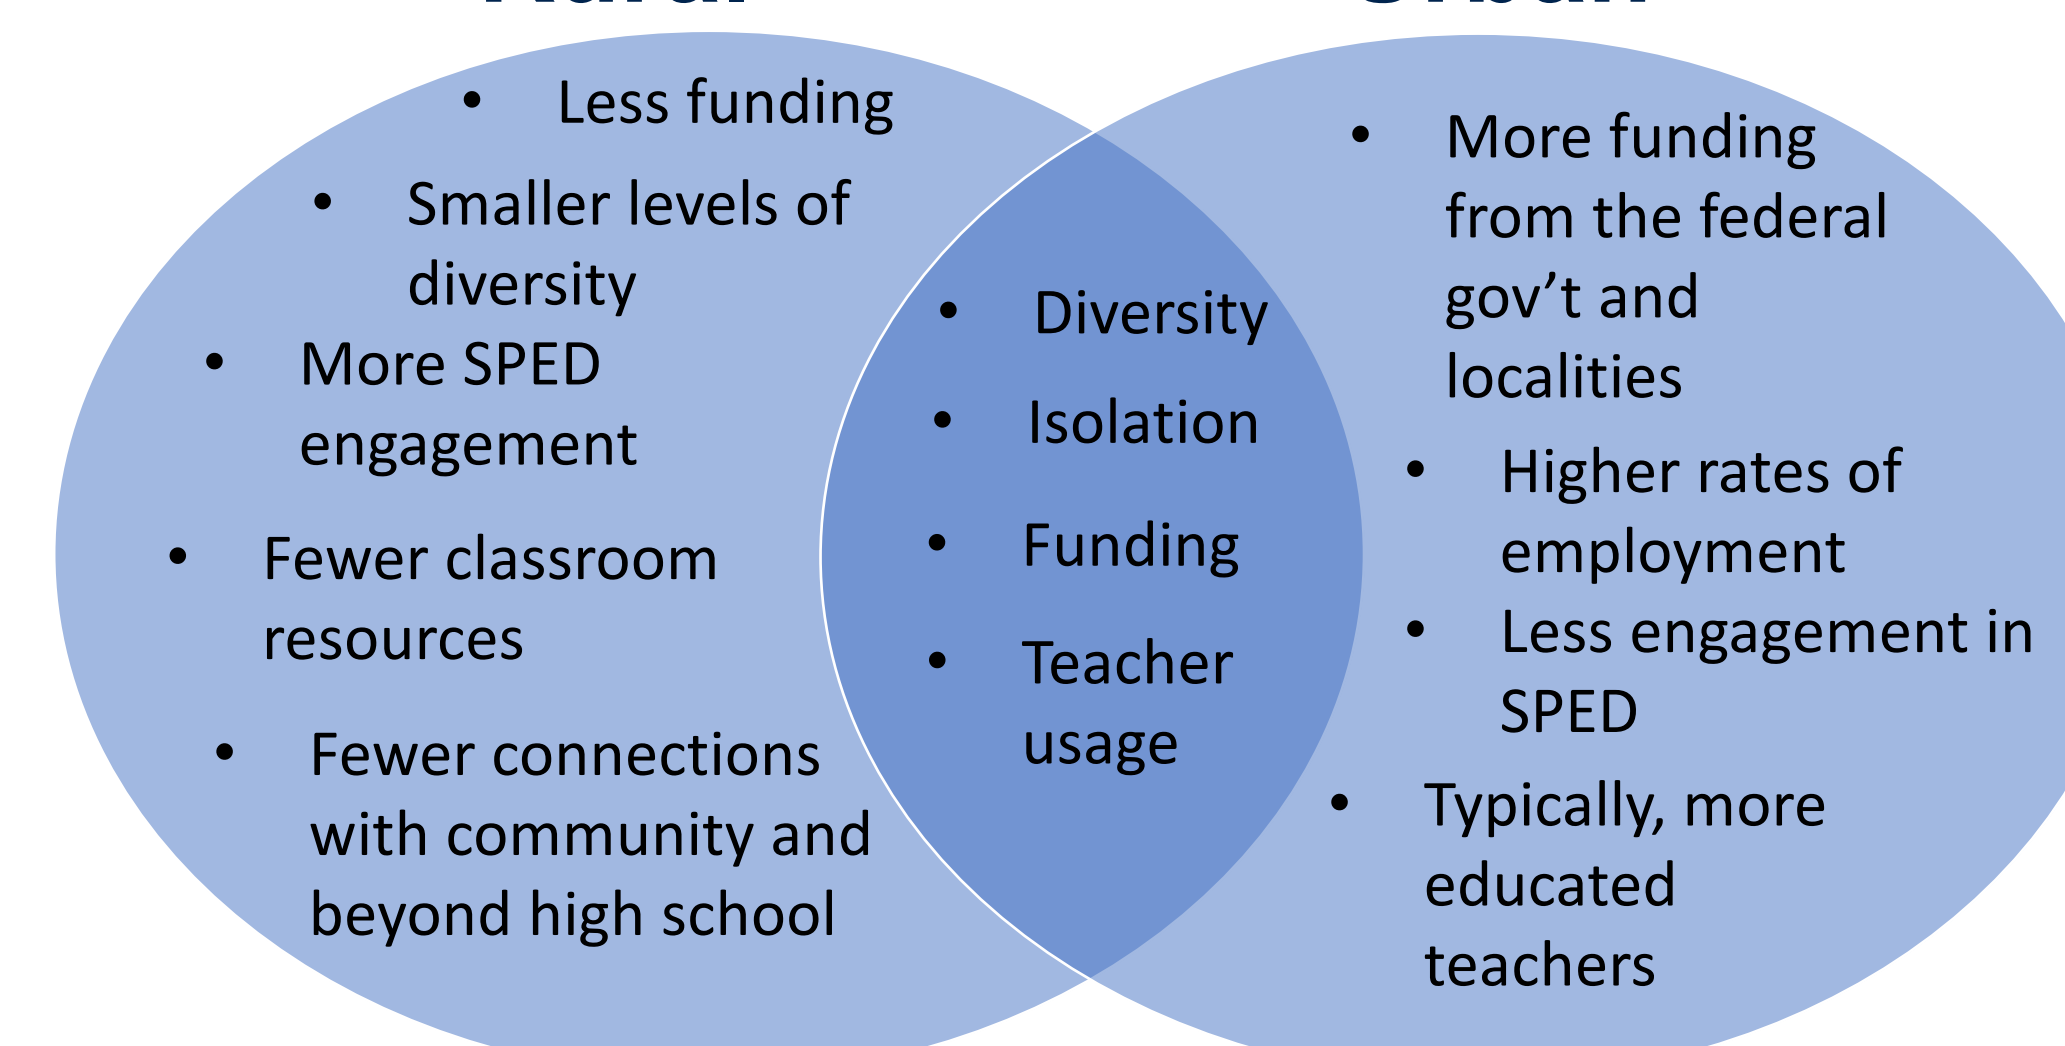 Rural
Urban
• Less funding
• Smaller levels of
diversity
• More SPED
engagement
• Fewer classroom
resources
• Fewer connections
with community and
beyond high school
• Diversity
• Isolation
• Funding
• Teacher
usage
• More funding
from the federal
gov’t and
localities
• Higher rates of
employment
• Less engagement in
SPED
• Typically, more
educated
teachers